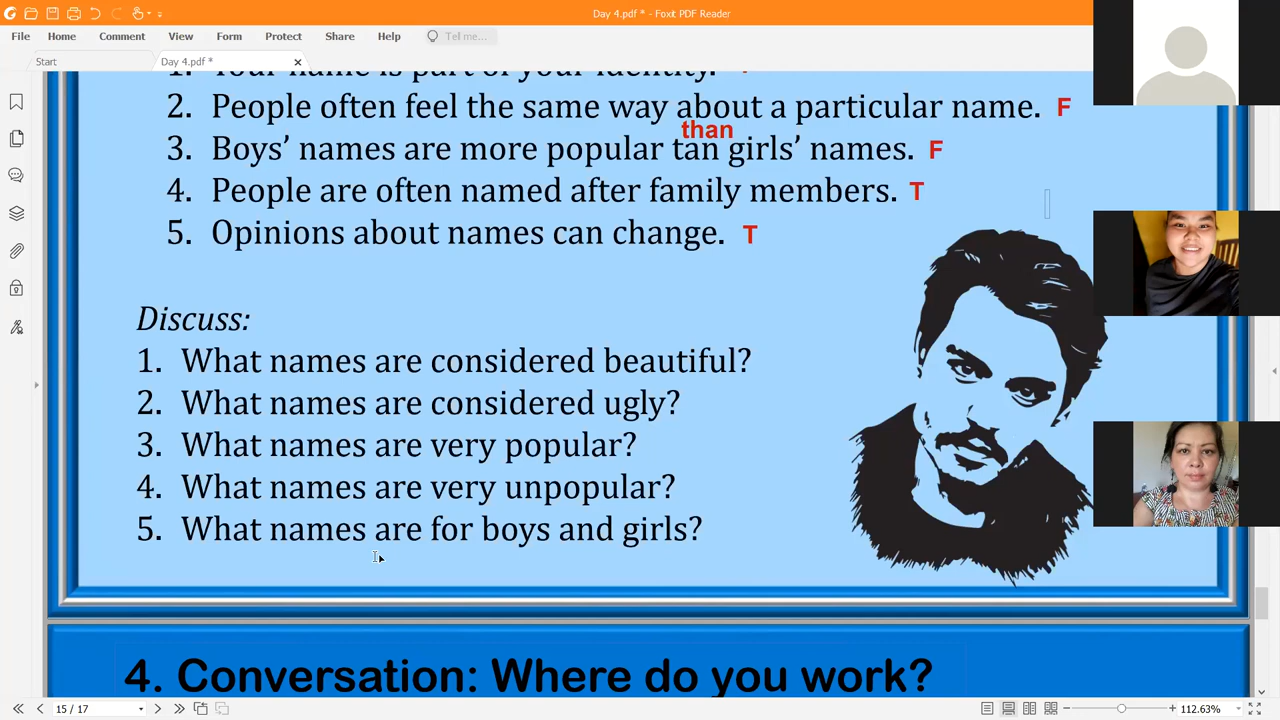 Day 4.pdf * - Foxit PDF Reader
File Home Comment View Form Protect Share Help Tell me...
Start Day 4.pdf *
1. Your name is part of your identity.
2. People often feel the same way about a particular name. F
than
3. Boys' names are more popular tan girls' names. F
4. People are often named after family members. T
5. Opinions about names can change. T
Discuss:
1. What names are considered beautiful?
2. What names are considered ugly?
3. What names are very popular?
4. What names are very unpopular?
5. What names are for boys and girls?
4. Conversation: Where do you work?
15 / 17 112.63%